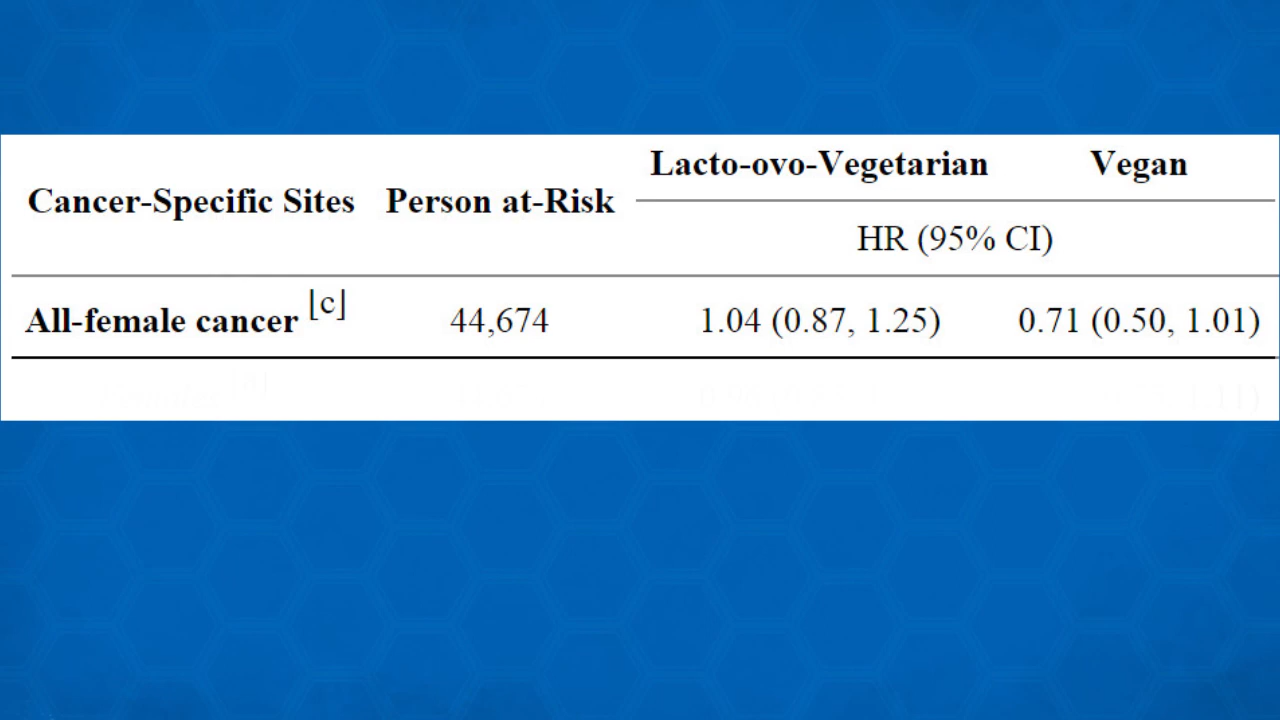 Lacto-ovo-Vegetarian Vegan
Cancer-Specific Sites Person at-Risk
HR (95% CI)
All-female cancer [c] 44,674 1.04 (0.87, 1.25) 0.71 (0.50, 1.01)